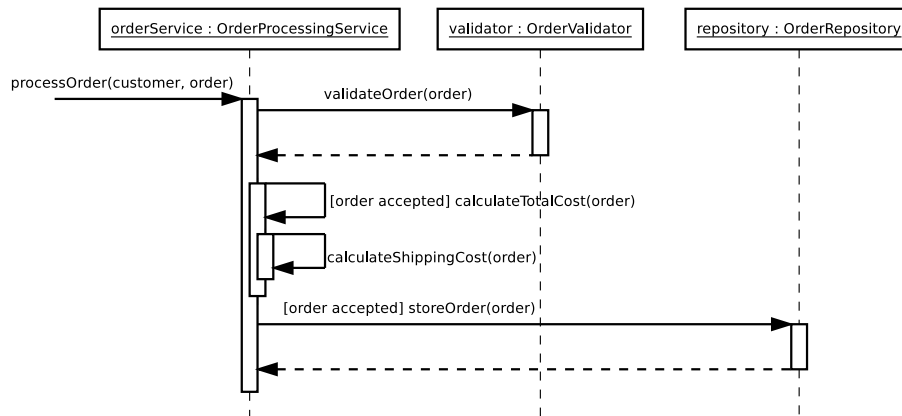 orderService : OrderProcessingService
validator : OrderValidator
repository : OrderRepository
processOrder(customer, order)
validateOrder(order)
[order accepted] calculateTotalCost(order)
calculateShippingCost(order)
[order accepted] storeOrder(order)